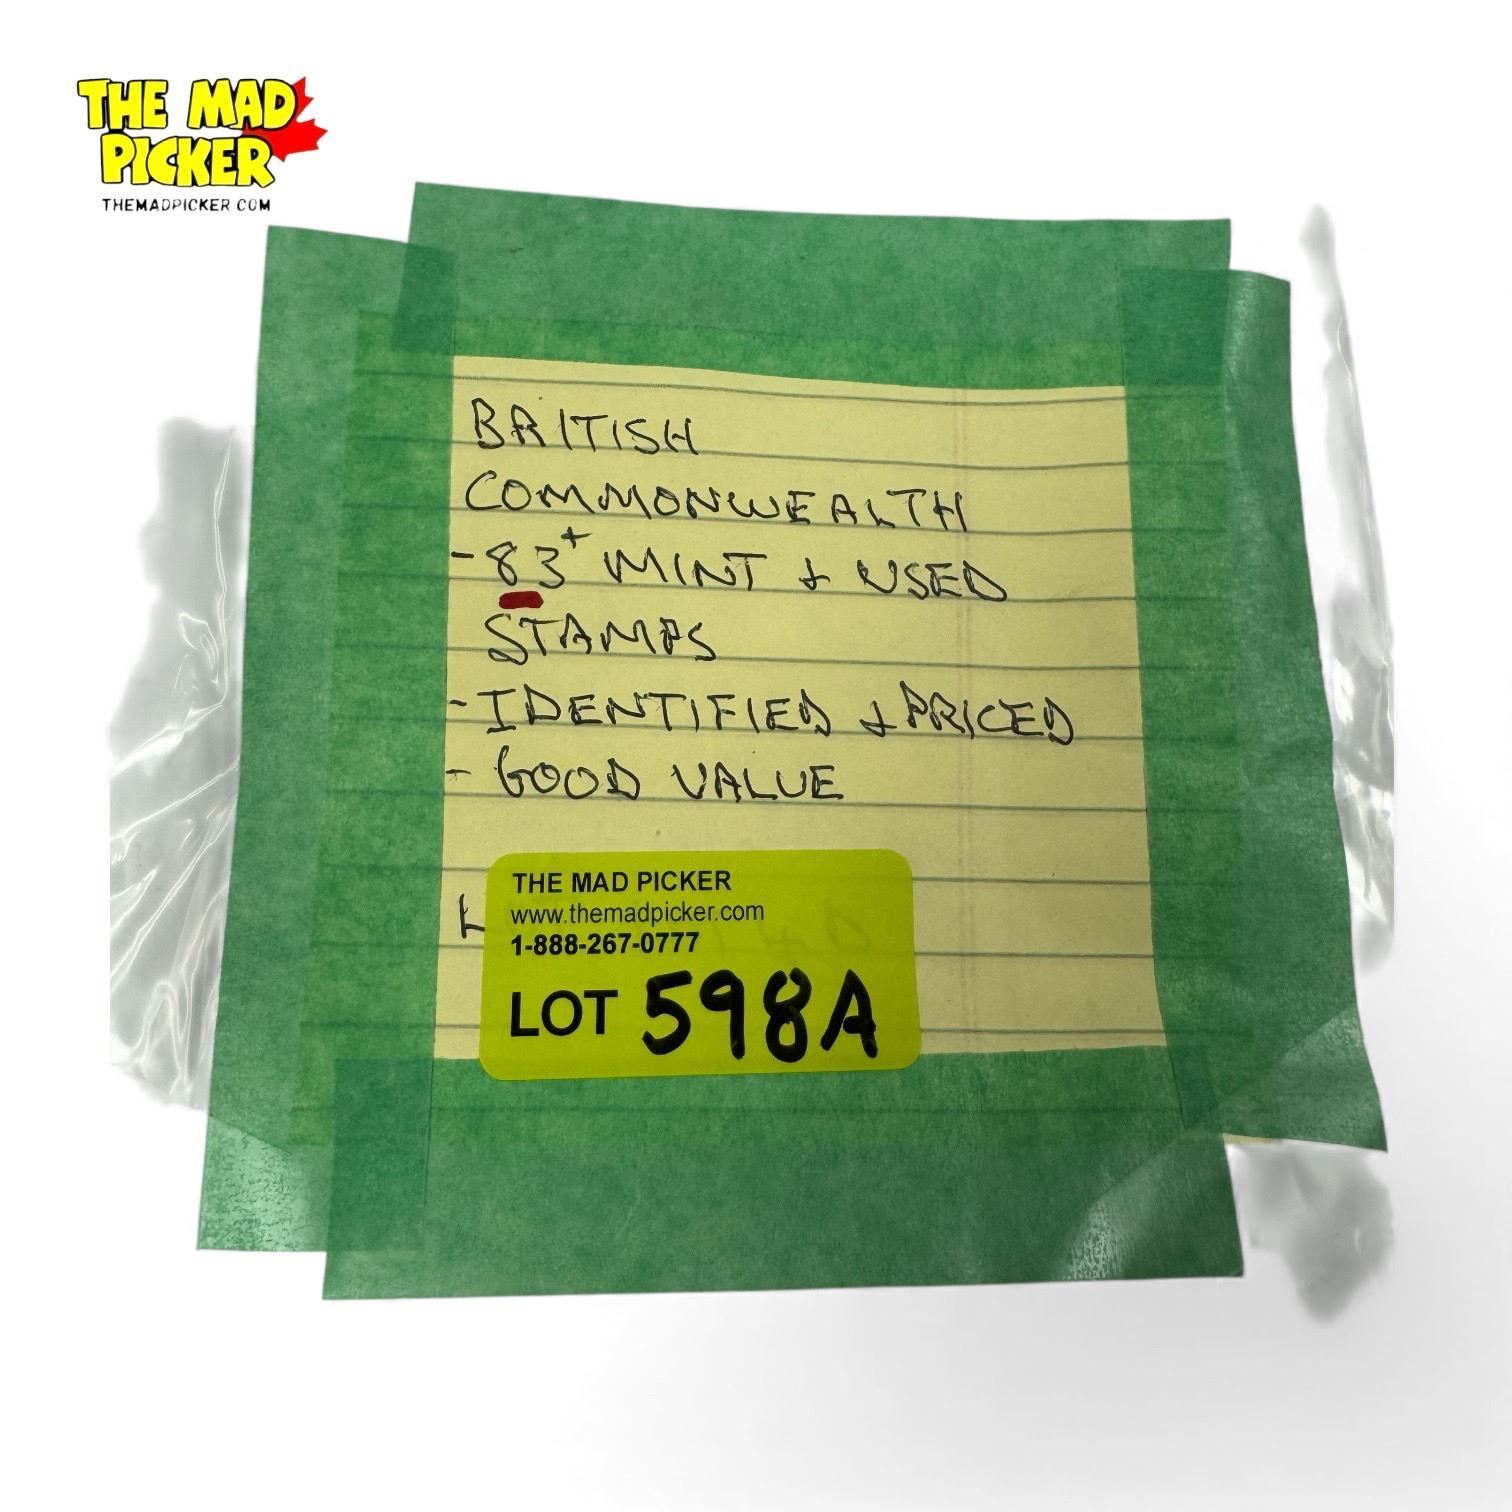 THE MAD
PICKER
THEMADPICKER.COM
BRITISH
COMMONWEALTH
- 83+ MINT + USED
STAMPS
- IDENTIFIED + PRICED
- GOOD VALUE
THE MAD PICKER
www.themadpicker.com
1-888-267-0777
LOT 598A